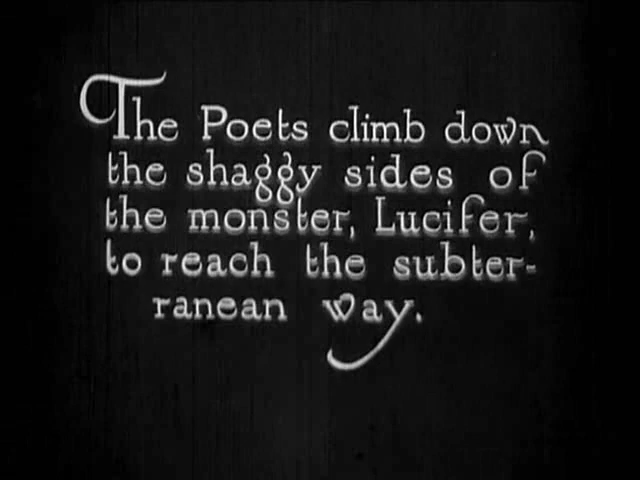 The Poets climb down
the shaggy sides of
the monster, Lucifer,
to reach the subter-
ranean way.